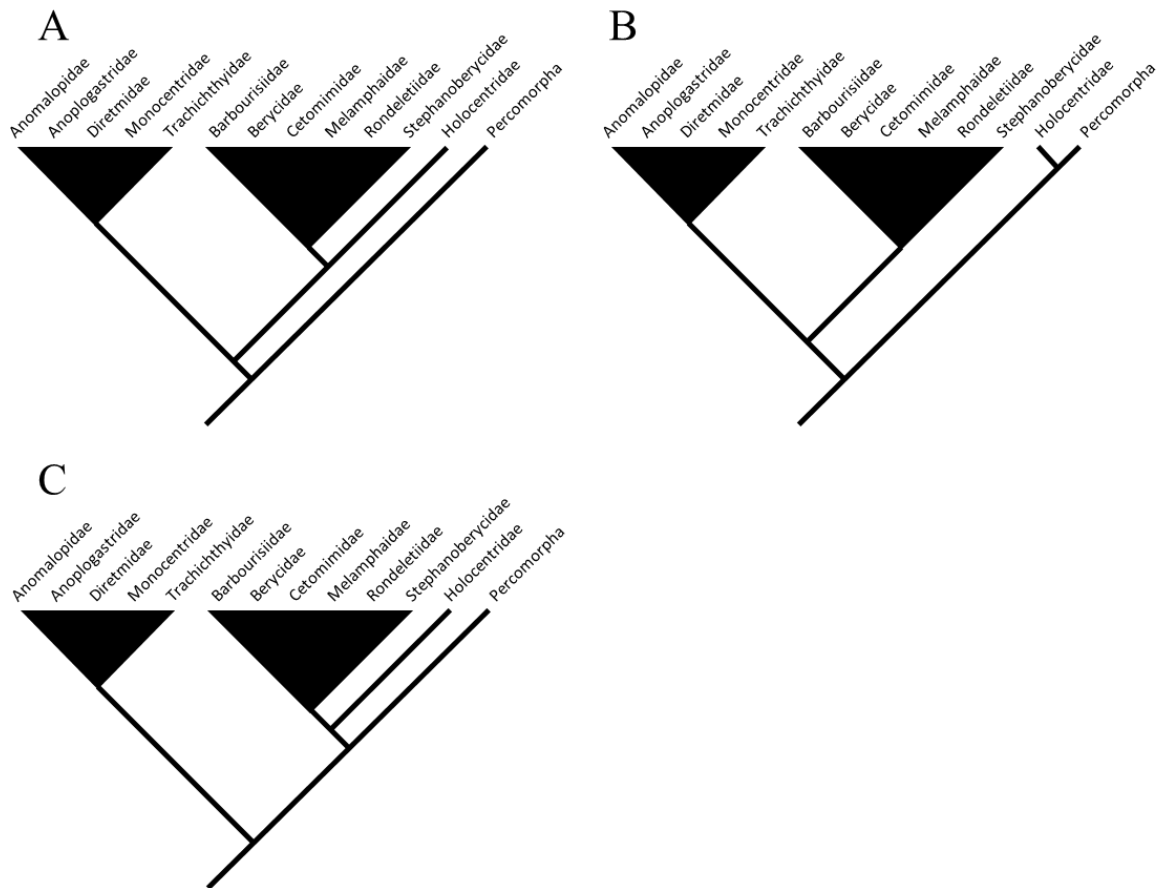 A
Anomalopidae
Anoplogastridae
Diretmidae
Monocentridae
Trachichthyidae
Barbourisiidae
Berycidae
Cetomimidae
Melamphaidae
Rondeletiidae
Stephanoberycidae
Holocentridae
Percomorpha
B
Anomalopidae
Anoplogastridae
Diretmidae
Monocentridae
Trachichthyidae
Barbourisiidae
Berycidae
Cetomimidae
Melamphaidae
Rondeletiidae
Stephanoberycidae
Holocentridae
Percomorpha
C
Anomalopidae
Anoplogastridae
Diretmidae
Monocentridae
Trachichthyidae
Barbourisiidae
Berycidae
Cetomimidae
Melamphaidae
Rondeletiidae
Stephanoberycidae
Holocentridae
Percomorpha